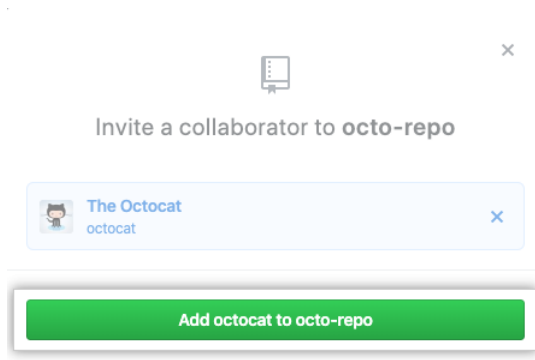 Invite a collaborator to octo-repo
The Octocat
octocat
Add octocat to octo-repo